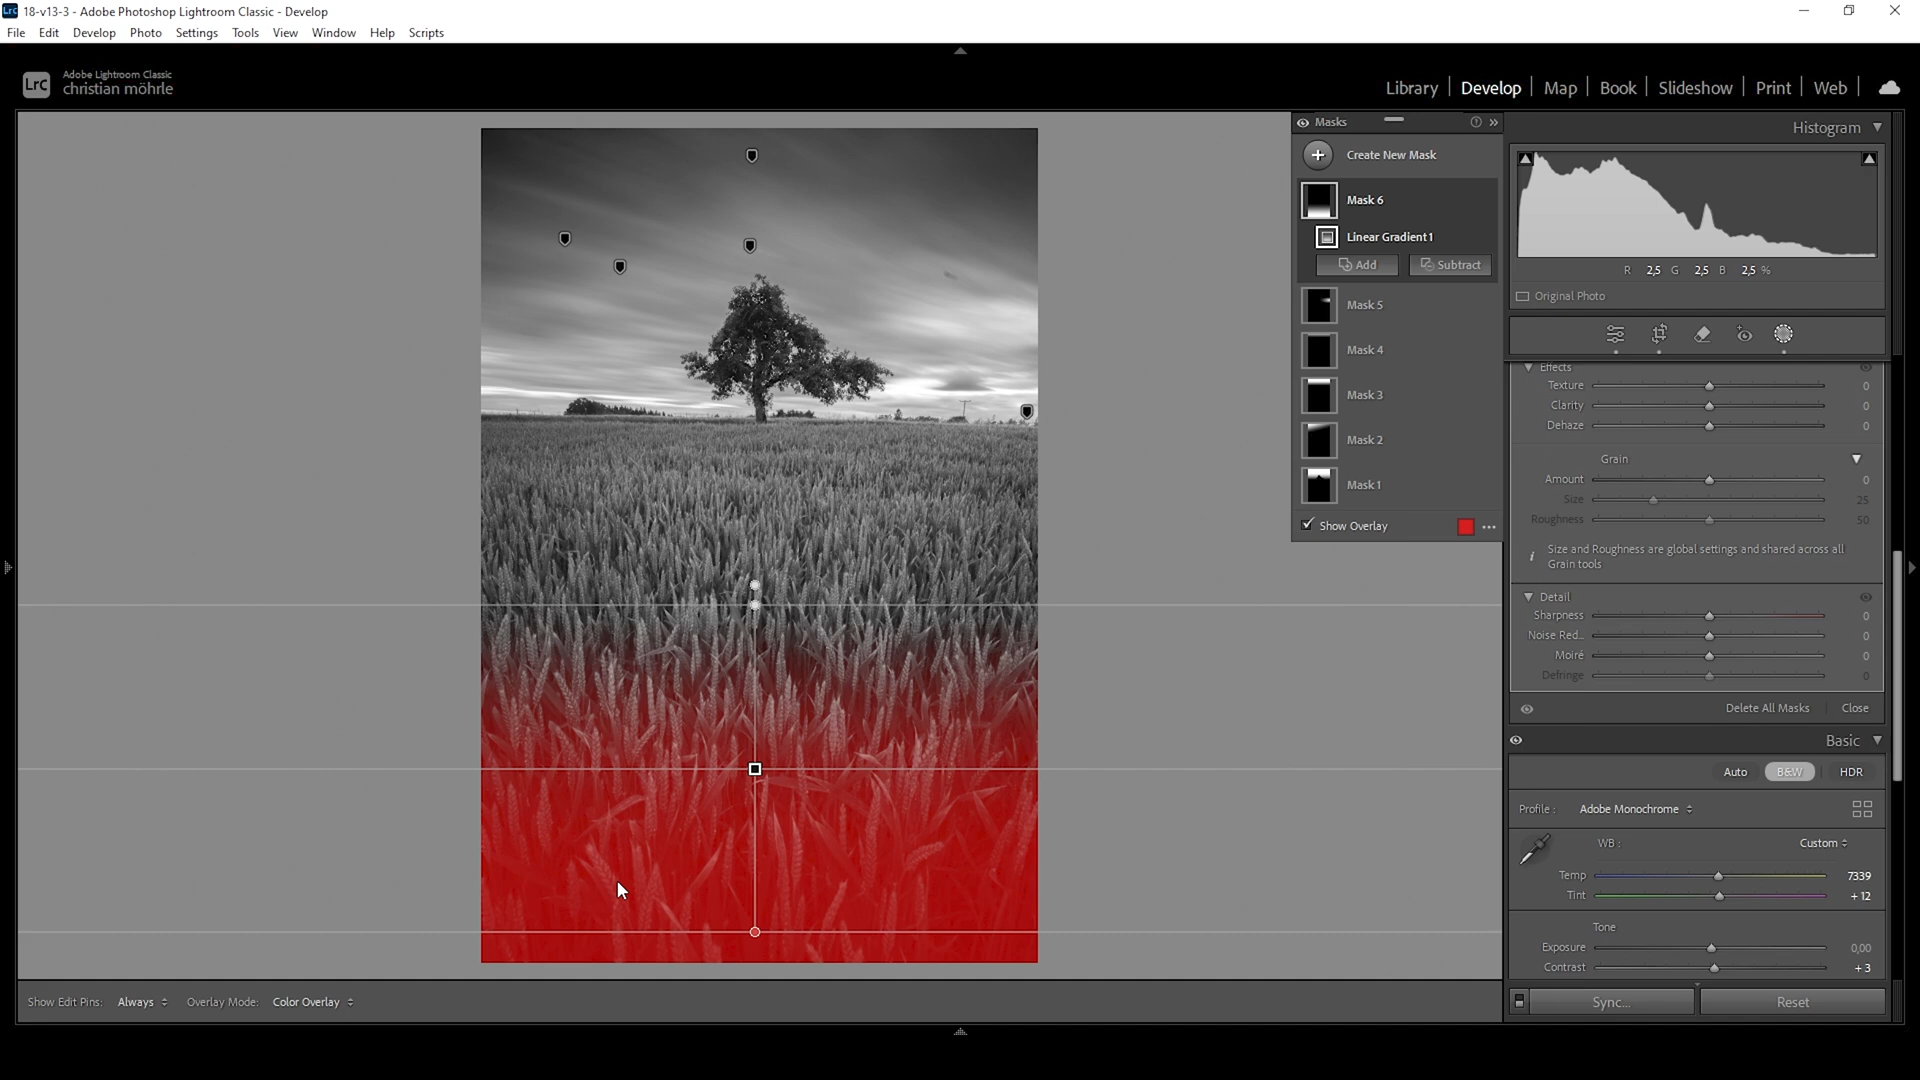 18-v13-3 - Adobe Photoshop Lightroom Classic - Develop
File Edit Develop Photo Settings Tools View Window Help Scripts
LrC Adobe Lightroom Classic
christian möhrle
Library Develop Map Book Slideshow Print Web
Masks
Create New Mask
Mask 6
Linear Gradient 1
Add Subtract
Mask 5
Mask 4
Mask 3
Mask 2
Mask 1
Show Overlay
Histogram
R 2,5 G 2,5 B 2,5 %
Original Photo
Effects
Texture 0
Clarity 0
Dehaze 0
Grain
Amount 0
Size 25
Roughness 50
Size and Roughness are global settings and shared across all
Grain tools
Detail
Sharpness 0
Noise Red... 0
Moiré 0
Defringe 0
Delete All Masks Close
Basic
Auto B&W HDR
Profile : Adobe Monochrome
WB : Custom
Temp 7339
Tint + 12
Tone
Exposure 0,00
Contrast + 3
Show Edit Pins: Always Overlay Mode: Color Overlay
Sync... Reset